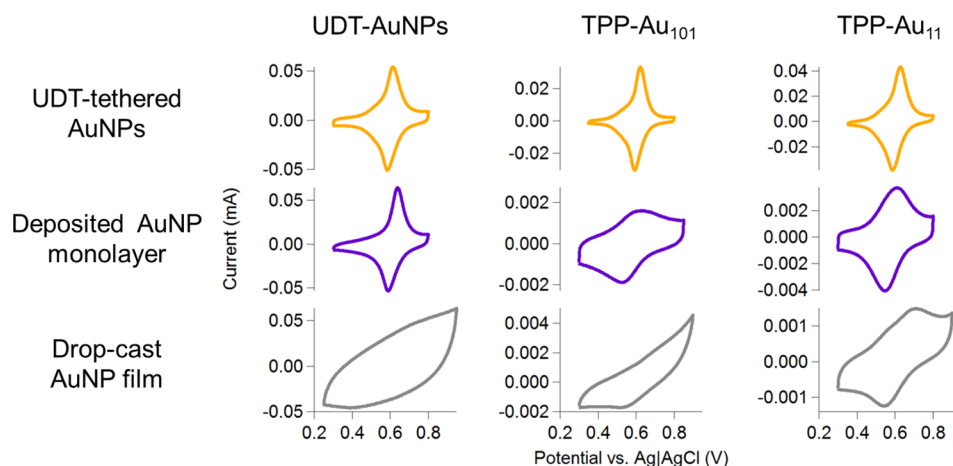 UDT-AuNPs
TPP-Au₁₀₁
TPP-Au₁₁
UDT-tethered
AuNPs
0.05
0.00
-0.05
0.02
0.00
-0.02
0.04
0.02
0.00
-0.02
Deposited AuNP
monolayer
Current (mA)
0.05
0.00
-0.05
0.002
0.000
-0.002
0.002
0.000
-0.002
-0.004
Drop-cast
AuNP film
0.05
0.00
-0.05
0.004
0.002
0.000
-0.002
0.001
0.000
-0.001
0.2 0.4 0.6 0.8
0.2 0.4 0.6 0.8
0.2 0.4 0.6 0.8
Potential vs. Ag|AgCl (V)